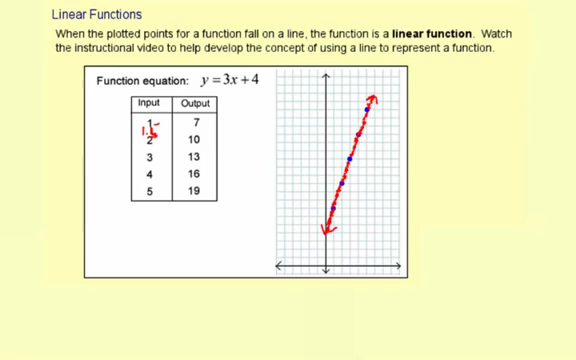 Linear Functions
When the plotted points for a function fall on a line, the function is a linear function. Watch
the instructional video to help develop the concept of using a line to represent a function.
Function equation: y = 3x + 4
Input Output
1 7
1.5
2 10
3 13
4 16
5 19